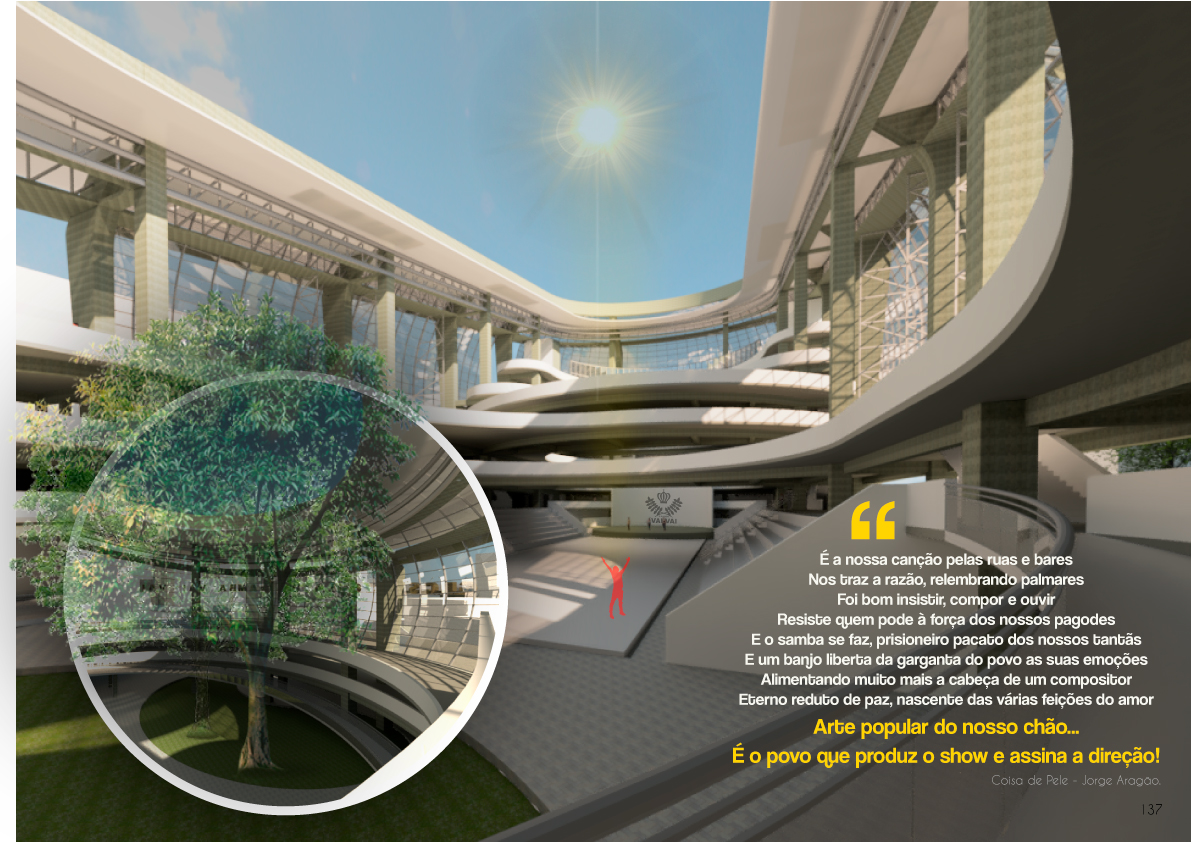 VAI VAI
“
É a nossa canção pelas ruas e bares
Nos traz a razão, relembrando palmares
Foi bom insistir, compor e ouvir
Resiste quem pode à força dos nossos pagodes
E o samba se faz, prisioneiro pacato dos nossos tantãs
E um banjo liberta da garganta do povo as suas emoções
Alimentando muito mais a cabeça de um compositor
Eterno reduto de paz, nascente das várias feições do amor
Arte popular do nosso chão...
É o povo que produz o show e assina a direção!
Coisa de Pele - Jorge Aragão.
137